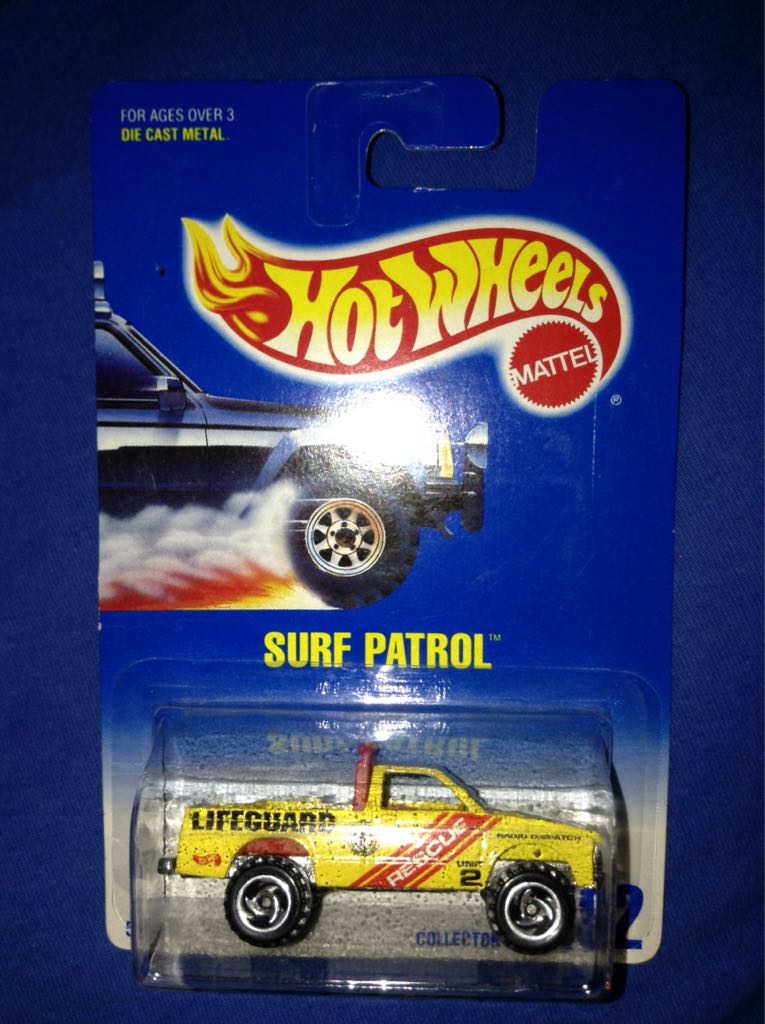 FOR AGES OVER 3
DIE CAST METAL.
HOT WHEELS
MATTEL
®
SURF PATROL™
LIFEGUARD
RADIO DISPATCH
RESCUE
UNIT
2
COLLECTOR
2